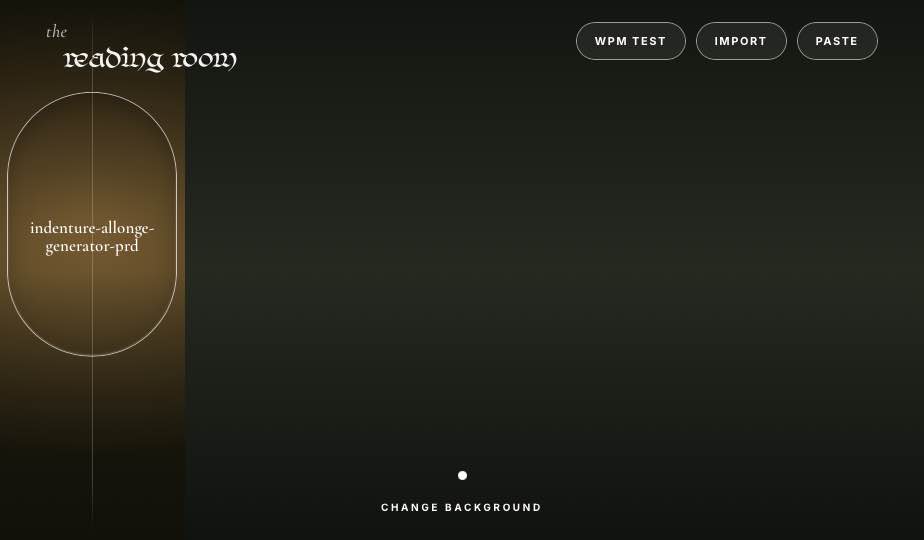 the
reading room
WPM TEST
IMPORT
PASTE
indenture-allonge-
generator-prd
CHANGE BACKGROUND